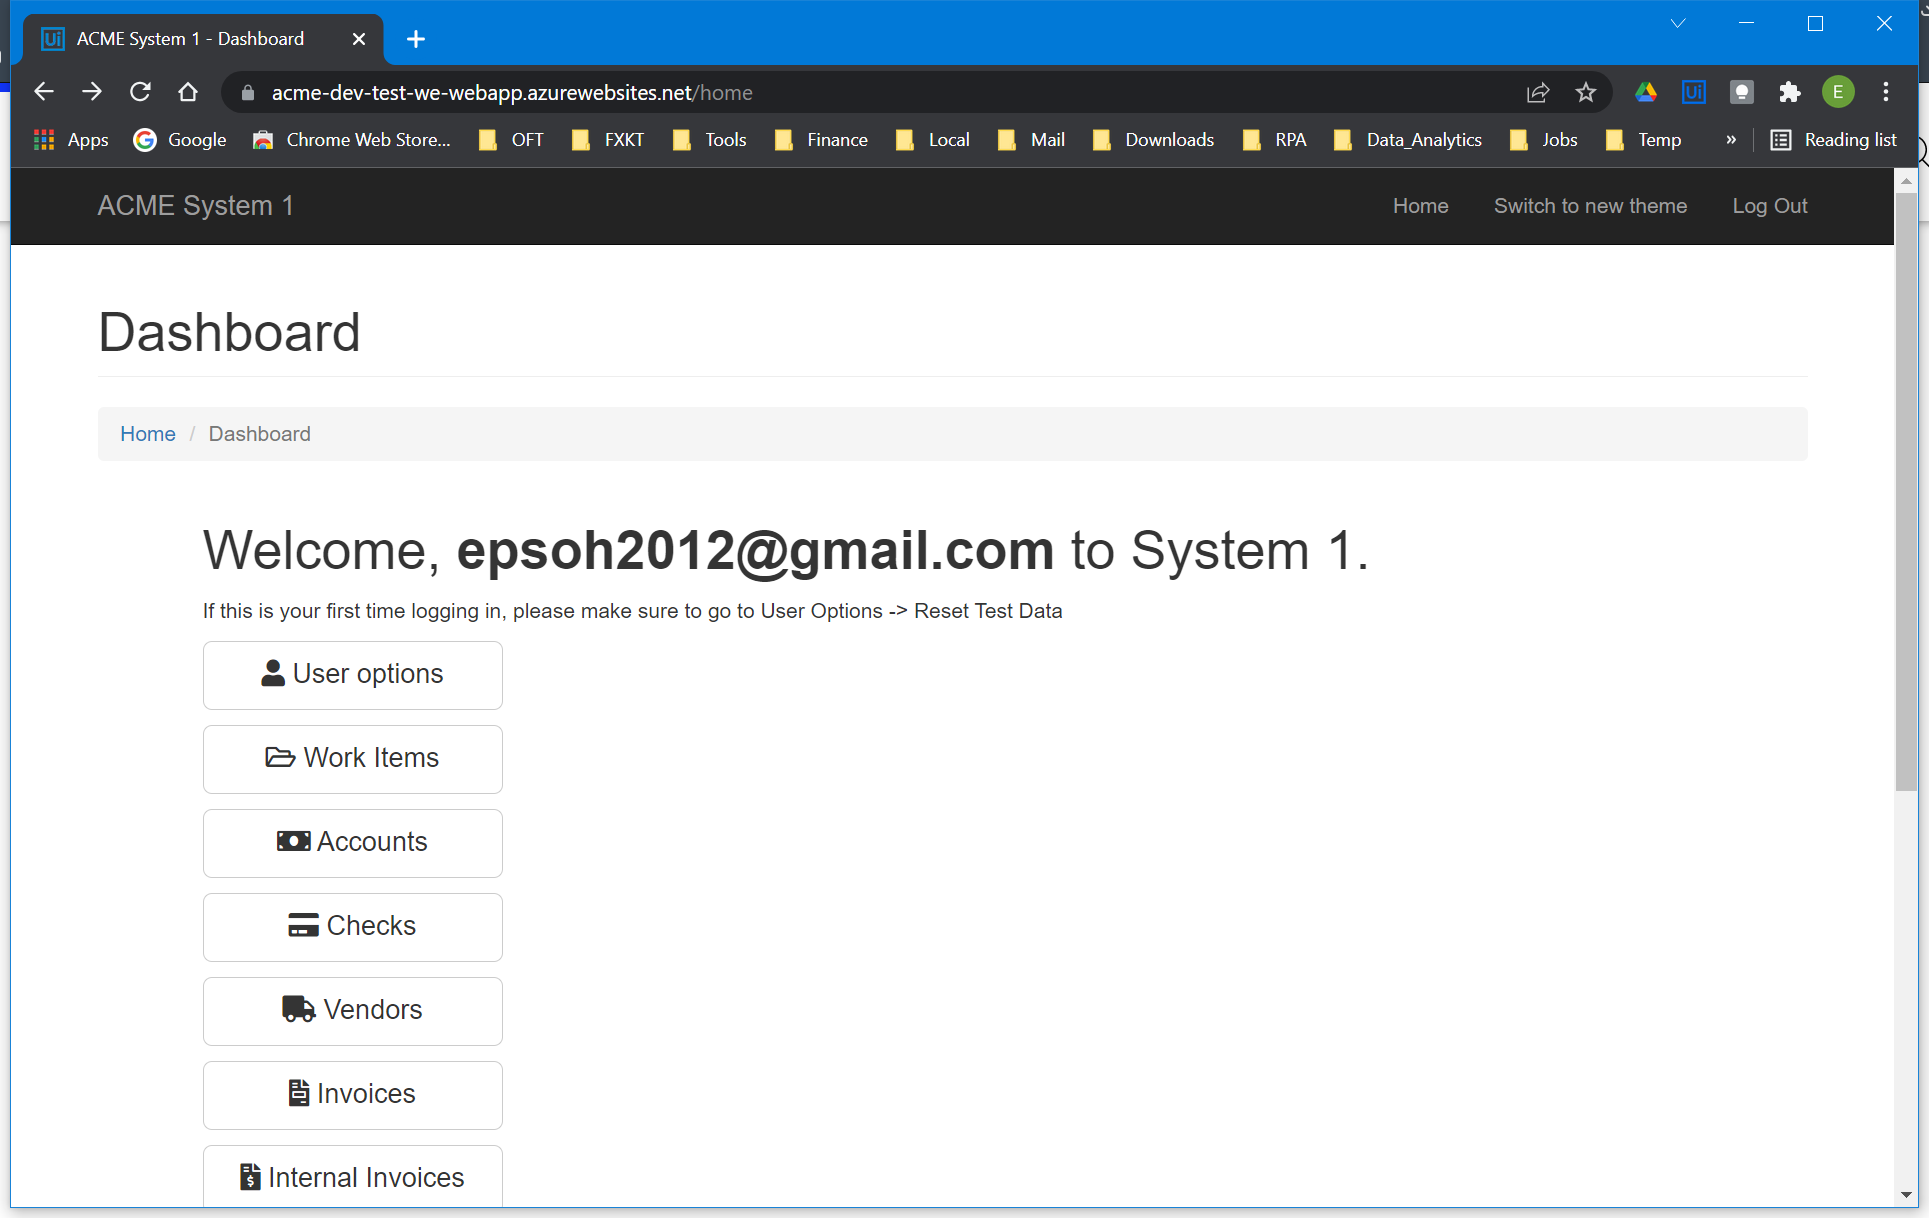 ACME System 1 - Dashboard
acme-dev-test-we-webapp.azurewebsites.net/home
Ui
E
Apps
Google
Chrome Web Store...
OFT
FXKT
Tools
Finance
Local
Mail
Downloads
RPA
Data_Analytics
Jobs
Temp
»
Reading list
ACME System 1
Home
Switch to new theme
Log Out
Dashboard
Home / Dashboard
Welcome, epsoh2012@gmail.com to System 1.
If this is your first time logging in, please make sure to go to User Options -> Reset Test Data
User options
Work Items
Accounts
Checks
Vendors
Invoices
Internal Invoices